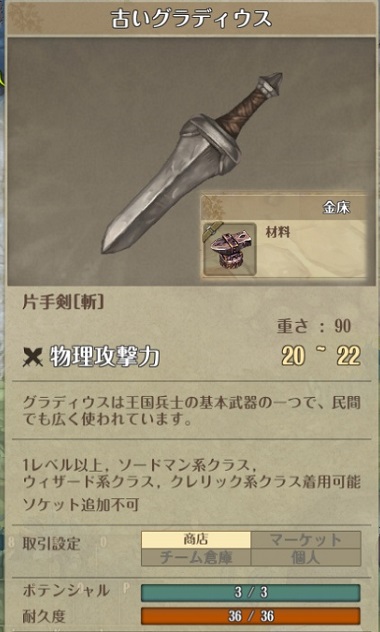 古いグラディウス
金床
材料
片手剣[斬]
重さ : 90
物理攻撃力 20 ~ 22
グラディウスは王国兵士の基本武器の一つで、民間
でも広く使われています。
1レベル以上, ソードマン系クラス,
ウィザード系クラス, クレリック系クラス着用可能
ソケット追加不可
取引設定 商店 マーケット
チーム倉庫 個人
ポテンシャル 3 / 3
耐久度 36 / 36